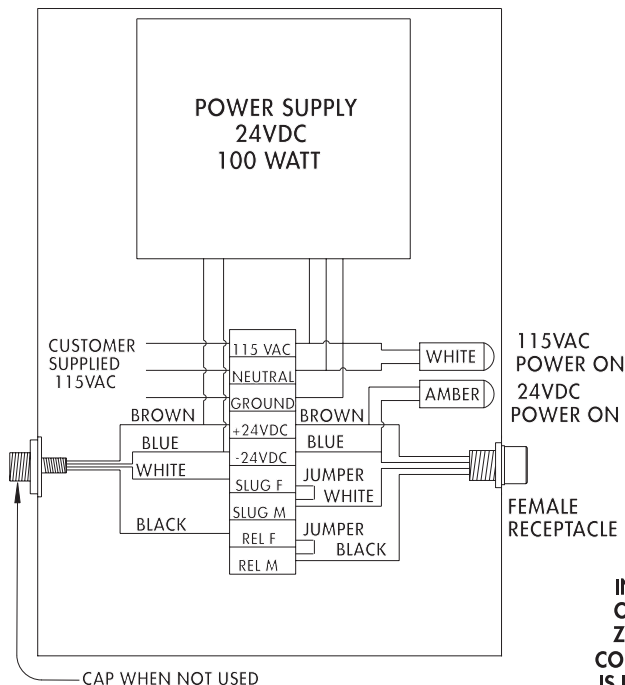 POWER SUPPLY
24VDC
100 WATT
CUSTOMER
SUPPLIED
115VAC
115 VAC
NEUTRAL
GROUND
+24VDC
-24VDC
SLUG F
SLUG M
REL F
REL M
WHITE
115VAC
POWER ON
AMBER
24VDC
POWER ON
BROWN
BLUE
WHITE
BLACK
BROWN
BLUE
JUMPER
WHITE
JUMPER
BLACK
FEMALE
RECEPTACLE
CAP WHEN NOT USED